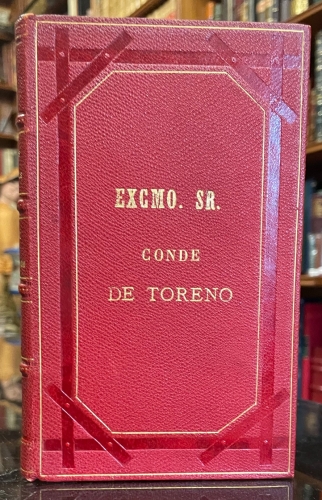 EXCMO. SR.
CONDE
DE TORENO